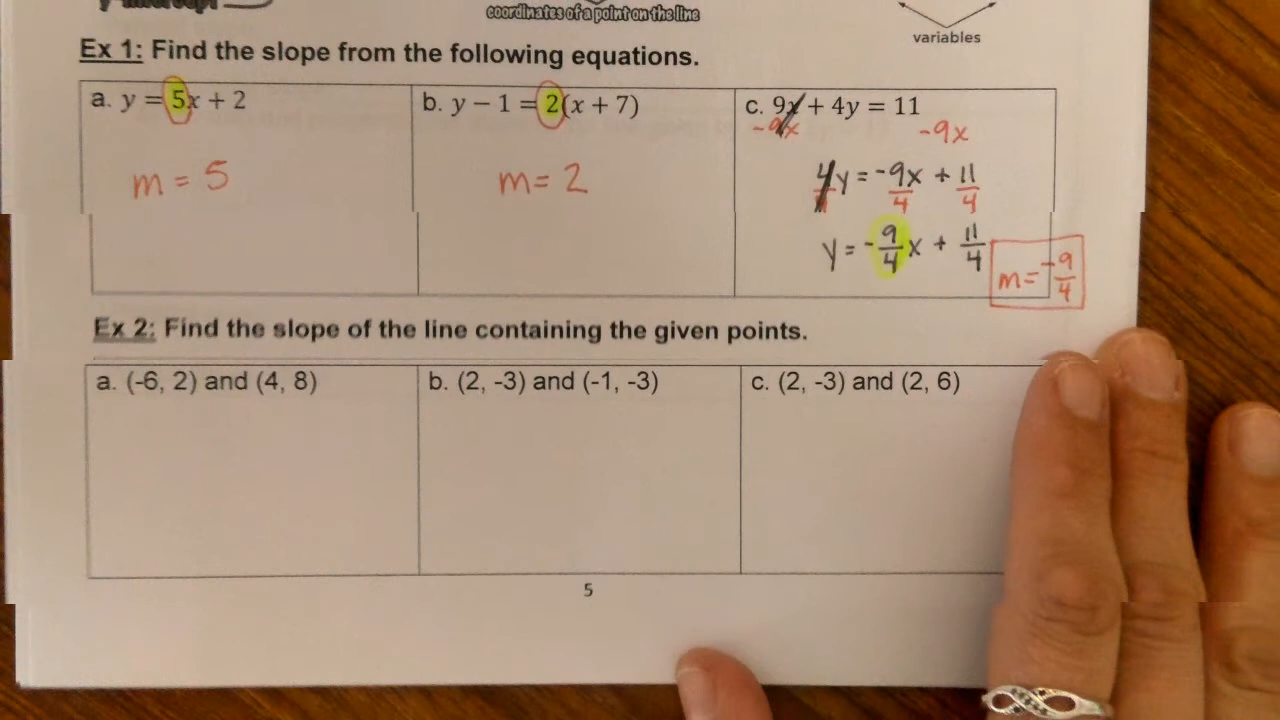 coordinates of a point on the line
variables
Ex 1: Find the slope from the following equations.
a. y = 5x + 2
m = 5
b. y − 1 = 2(x + 7)
m = 2
c. 9x + 4y = 11
-9x -9x
4y = -9x + 11
4 4 4
y = -9/4 x + 11/4
m = -9/4
Ex 2: Find the slope of the line containing the given points.
a. (-6, 2) and (4, 8)
b. (2, -3) and (-1, -3)
c. (2, -3) and (2, 6)
5